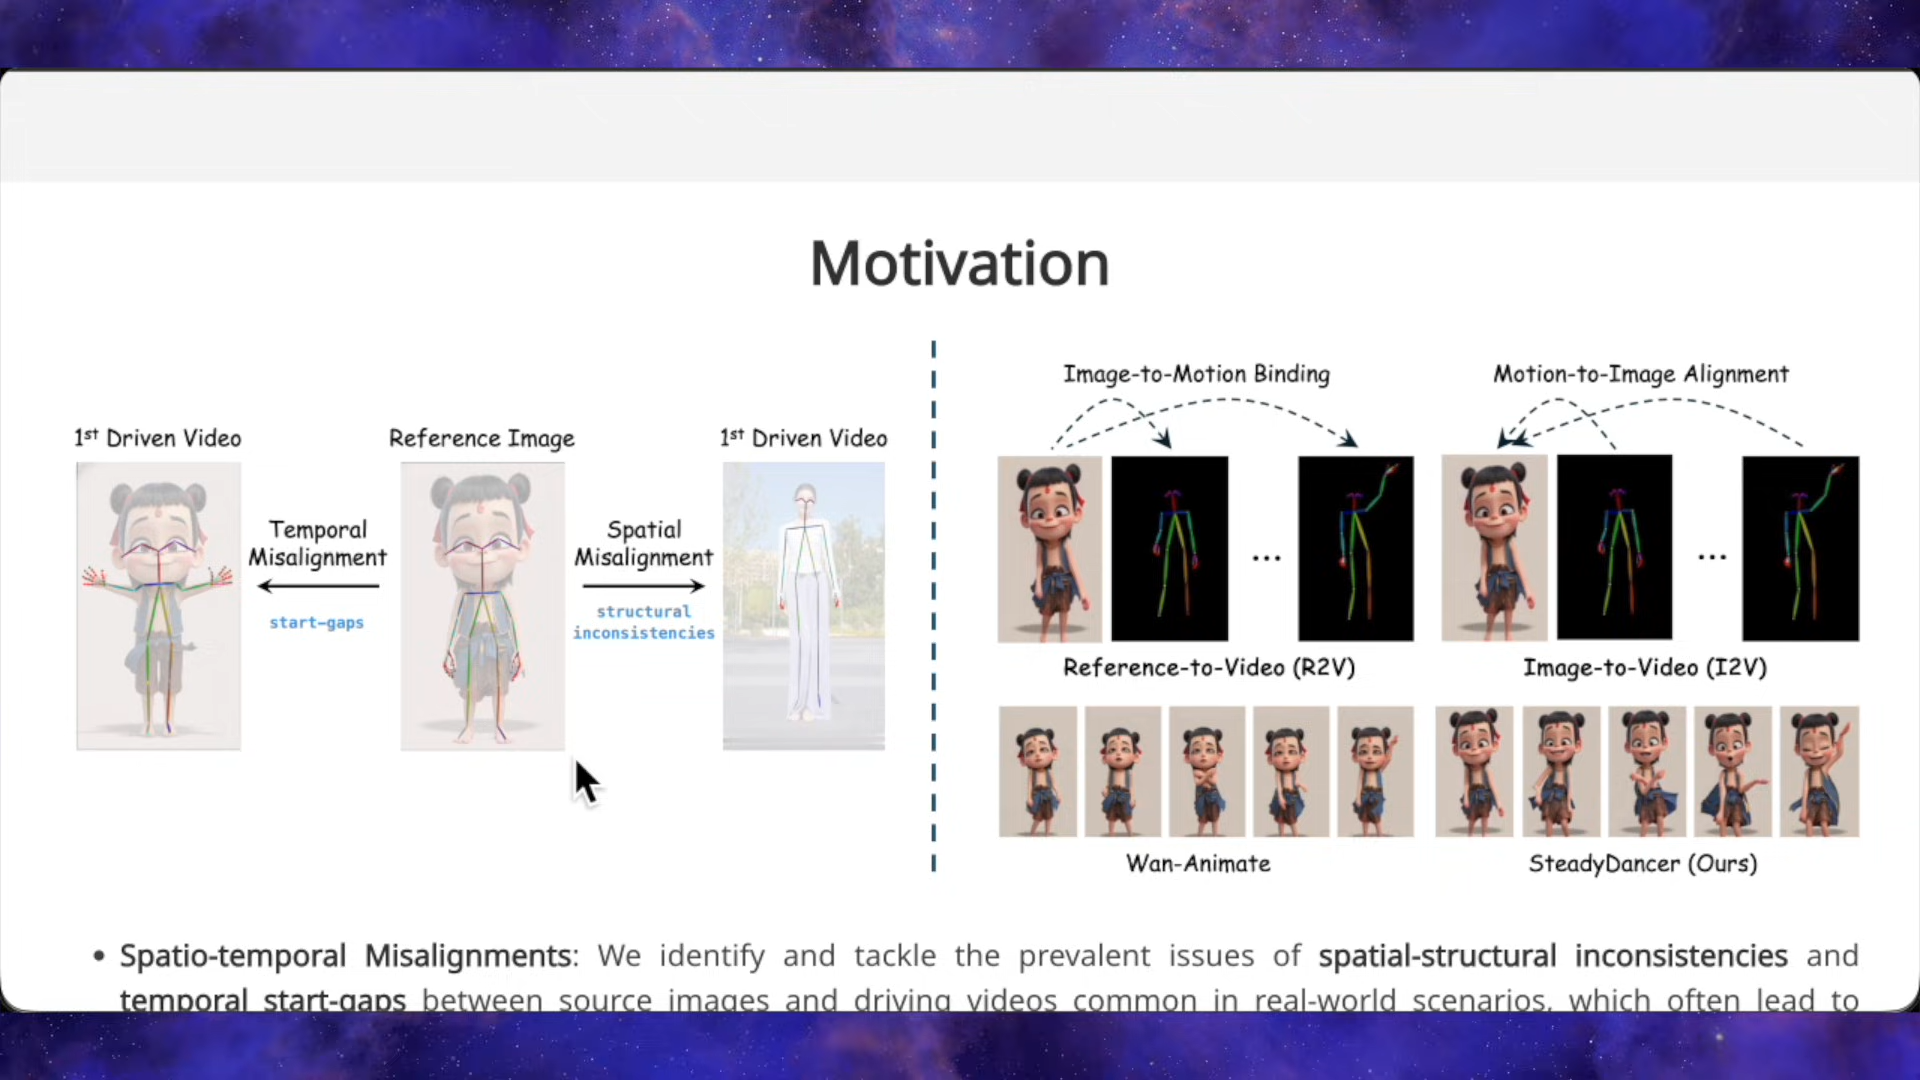 Motivation
1st Driven Video
Reference Image
1st Driven Video
Temporal
Misalignment
start-gaps
Spatial
Misalignment
structural
inconsistencies
Image-to-Motion Binding
Motion-to-Image Alignment
...
...
Reference-to-Video (R2V)
Image-to-Video (I2V)
Wan-Animate
SteadyDancer (Ours)
• Spatio-temporal Misalignments: We identify and tackle the prevalent issues of spatial-structural inconsistencies and
temporal start-gaps between source images and driving videos common in real-world scenarios, which often lead to